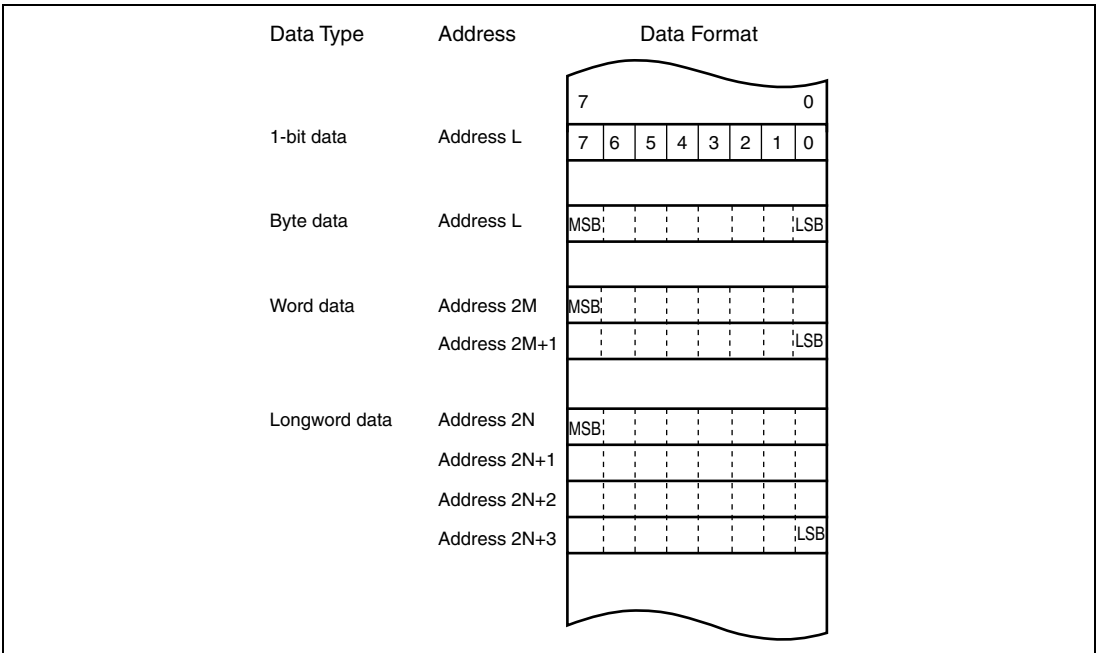 Data Type Address Data Format
7 0
1-bit data Address L 7 6 5 4 3 2 1 0
Byte data Address L MSB LSB
Word data Address 2M MSB
Address 2M+1 LSB
Longword data Address 2N MSB
Address 2N+1
Address 2N+2
Address 2N+3 LSB